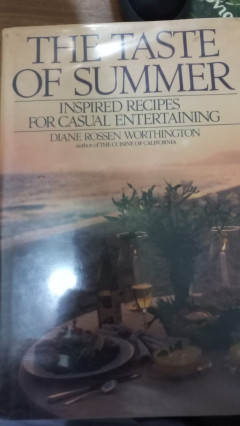 THE TASTE
OF SUMMER
INSPIRED RECIPES
FOR CASUAL ENTERTAINING
DIANE ROSSEN WORTHINGTON
author of THE CUISINE OF CALIFORNIA